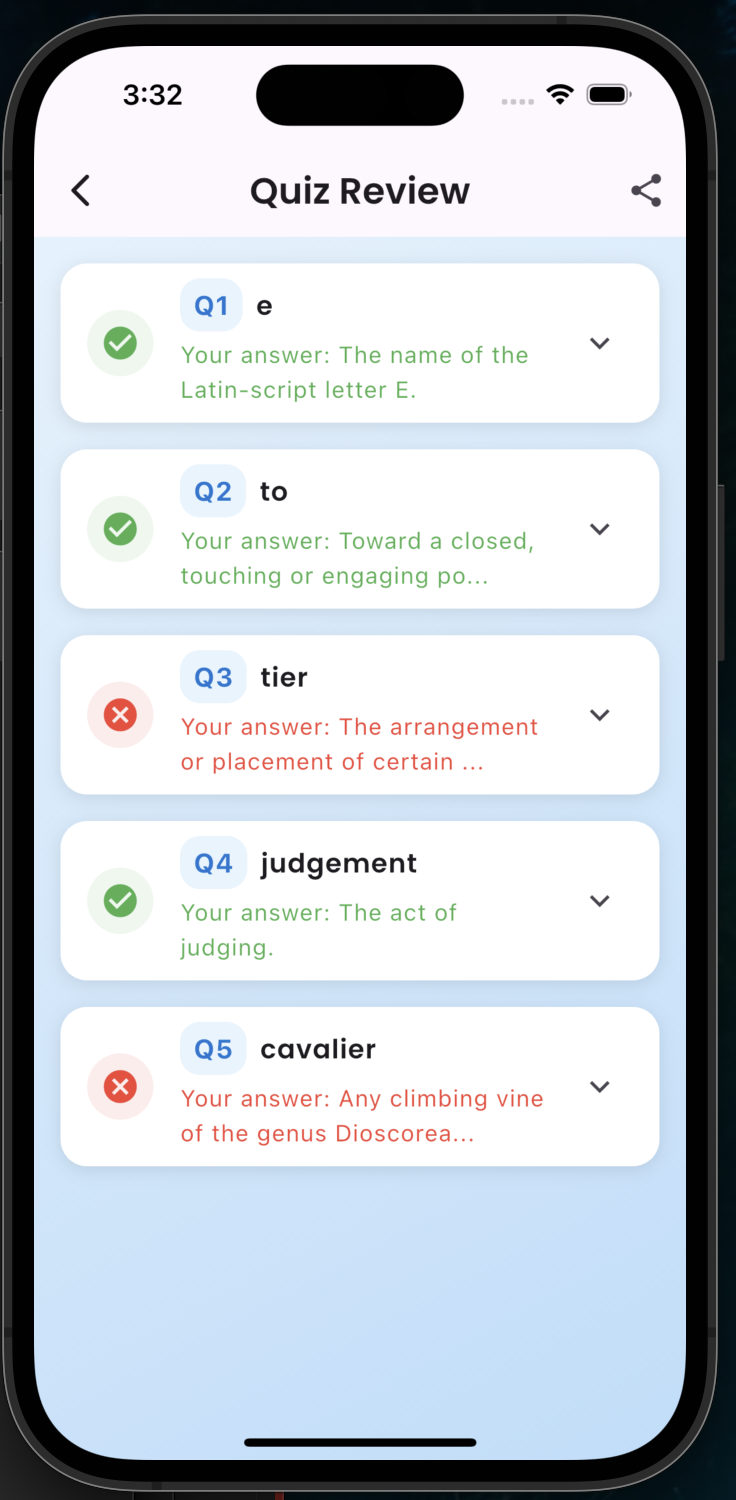 3:32
Quiz Review
Q1 e
Your answer: The name of the
Latin-script letter E.
Q2 to
Your answer: Toward a closed,
touching or engaging po...
Q3 tier
Your answer: The arrangement
or placement of certain ...
Q4 judgement
Your answer: The act of
judging.
Q5 cavalier
Your answer: Any climbing vine
of the genus Dioscorea...